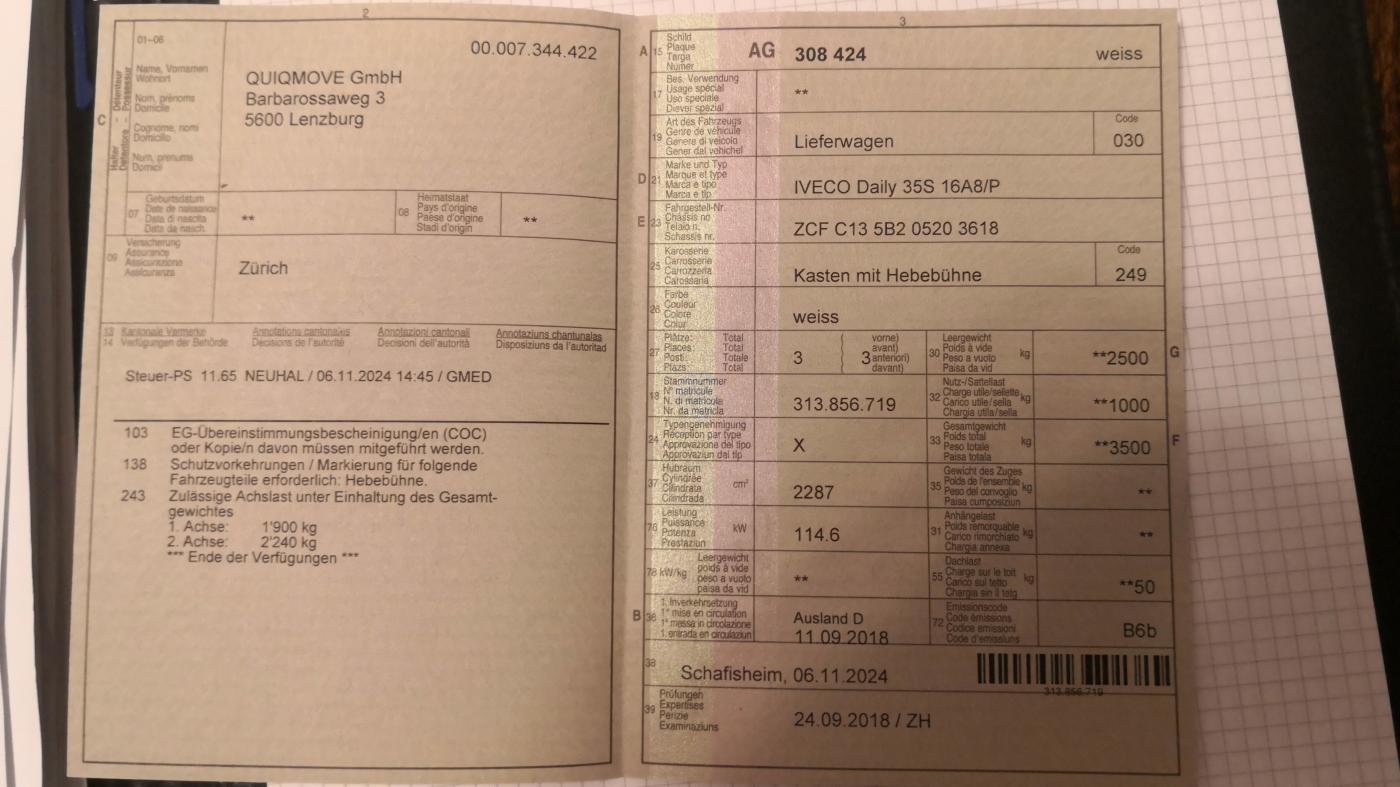 2
01–06
00.007.344.422
C
Halter Détenteur
Detentore - Possessur
Name, Vornamen
Wohnort
Nom, prénoms
Domicile
Cognome, nomi
Domicilio
Num, prenums
Domicil
QUIQMOVE GmbH
Barbarossaweg 3
5600 Lenzburg
07
Geburtsdatum
Date de naissance
Data di nascita
Data da nasch.
**
08
Heimatstaat
Pays d'origine
Paese d'origine
Stadi d'origin
**
09
Versicherung
Assurance
Assicurazione
Assicuranza
Zürich
13 Kantonale Vermerke Annotations cantonales Annotazioni cantonali Annotaziuns chantunalas
14 Verfügungen der Behörde Décisions de l'autorité Decisioni dell'autorità Disposiziuns da l'autoritad
Steuer-PS 11.65 NEUHAL / 06.11.2024 14:45 / GMED
103 EG-Übereinstimmungsbescheinigung/en (COC)
oder Kopie/n davon müssen mitgeführt werden.
138 Schutzvorkehrungen / Markierung für folgende
Fahrzeugteile erforderlich: Hebebühne.
243 Zulässige Achslast unter Einhaltung des Gesamt-
gewichtes
1. Achse: 1'900 kg
2. Achse: 2'240 kg
*** Ende der Verfügungen ***
3
A 15
Schild
Plaque
Targa
Numer
AG 308 424 weiss
17
Bes. Verwendung
Usage spécial
Uso speciale
Diever spezial
**
19
Art des Fahrzeugs
Genre de véhicule
Genere di veicolo
Gener dal vehichel
Lieferwagen
Code
030
D 21
Marke und Typ
Marque et type
Marca e tipo
Marca e tip
IVECO Daily 35S 16A8/P
E 23
Fahrgestell-Nr.
Châssis no
Telaio n.
Schassis nr.
ZCF C13 5B2 0520 3618
25
Karosserie
Carrosserie
Carrozzeria
Carossaria
Kasten mit Hebebühne
Code
249
26
Farbe
Couleur
Colore
Colur
weiss
27
Plätze: Total
Places: Total
Posti: Totale
Plazs: Total
3
vorne)
avant)
3 anteriori)
davant)
30
Leergewicht
Poids à vide
Peso a vuoto
Paisa da vid
kg
**2500
G
18
Stammnummer
N° matricule
N. di matricola
Nr. da matricla
313.856.719
32
Nutz-/Sattellast
Charge utile/sellette
Carico utile/sella
Chargia utila/sella
kg
**1000
24
Typengenehmigung
Réception par type
Approvazione del tipo
Approvaziun dal tip
X
33
Gesamtgewicht
Poids total
Peso totale
Paisa totala
kg
**3500
F
37
Hubraum
Cylindrée
Cilindrata
Cilindrada
cm³
2287
35
Gewicht des Zuges
Poids de l'ensemble
Peso del convoglio
Paisa cumposiziun
kg
**
76
Leistung
Puissance
Potenza
Prestaziun
kW
114.6
31
Anhängelast
Poids remorquable
Carico rimorchiato
Chargia annexa
kg
**
78 kW/kg
Leergewicht
poids à vide
peso a vuoto
paisa da vid
**
55
Dachlast
Charge sur le toit
Carico sul tetto
Chargia sin il tetg
kg
**50
B 36
1. Inverkehrsetzung
1re mise en circulation
1a messa in circolazione
1. entrada en circulaziun
Ausland D
11.09.2018
72
Emissionscode
Code émissions
Codice emissioni
Code d'emissiuns
B6b
38
Schafisheim, 06.11.2024
313.856.719
39
Prüfungen
Expertises
Perizie
Examinaziuns
24.09.2018 / ZH